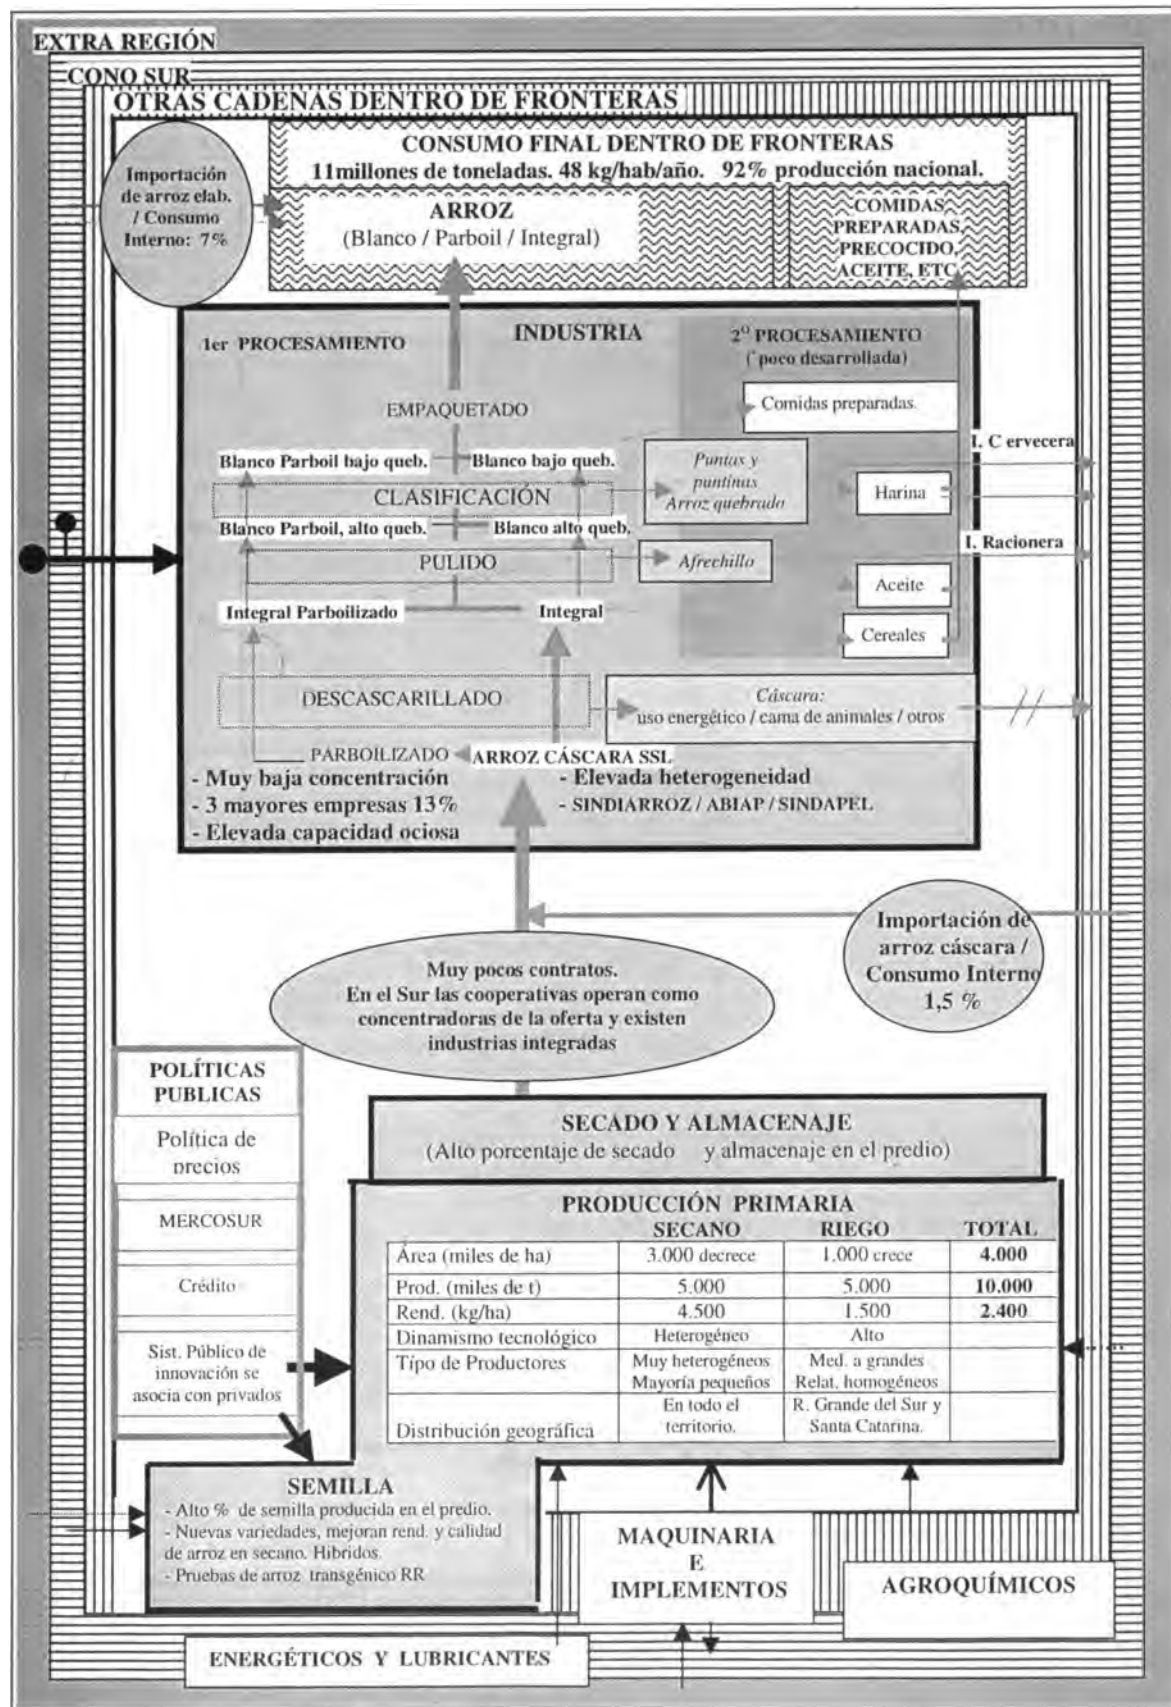 EXTRA REGIÓN
CONO SUR
OTRAS CADENAS DENTRO DE FRONTERAS
CONSUMO FINAL DENTRO DE FRONTERAS
11millones de toneladas. 48 kg/hab/año. 92% producción nacional.
Importación
de arroz elab.
/ Consumo
Interno: 7%
ARROZ
(Blanco / Parboil / Integral)
COMIDAS
PREPARADAS,
PRECOCIDO,
ACEITE, ETC
INDUSTRIA
1er PROCESAMIENTO
2º PROCESAMIENTO
(poco desarrollada)
EMPAQUETADO
Comidas preparadas.
Blanco Parboil bajo queb.
Blanco bajo queb.
Puntas y
puntinas
Arroz quebrado
I. C ervecera
CLASIFICACIÓN
Harina
Blanco Parboil, alto queb.
Blanco alto queb.
I. Racionera
PULIDO
Afrechillo
Aceite
Integral Parboilizado
Integral
Cereales
DESCASCARILLADO
Cáscara:
uso energético / cama de animales / otros
PARBOILIZADO
ARROZ CÁSCARA SSL
- Muy baja concentración
- Elevada heterogeneidad
- 3 mayores empresas 13%
- SINDIARROZ / ABIAP / SINDAPEL
- Elevada capacidad ociosa
Importación de
arroz cáscara /
Consumo Interno
1,5 %
Muy pocos contratos.
En el Sur las cooperativas operan como
concentradoras de la oferta y existen
industrias integradas
POLÍTICAS
PUBLICAS
Política de
precios
MERCOSUR
Crédito
Sist. Público de
innovación se
asocia con privados
SECADO Y ALMACENAJE
(Alto porcentaje de secado y almacenaje en el predio)
PRODUCCIÓN PRIMARIA
SECANO RIEGO TOTAL
Área (miles de ha) 3.000 decrece 1.000 crece 4.000
Prod. (miles de t) 5.000 5.000 10.000
Rend. (kg/ha) 4.500 1.500 2.400
Dinamismo tecnológico Heterogéneo Alto
Tipo de Productores Muy heterogéneos Med. a grandes
Mayoría pequeños Relat. homogéneos
En todo el R. Grande del Sur y
Distribución geográfica territorio. Santa Catarina.
SEMILLA
- Alto % de semilla producida en el predio.
- Nuevas variedades, mejoran rend. y calidad
de arroz en secano. Hibridos.
- Pruebas de arroz transgénico RR
MAQUINARIA
E
IMPLEMENTOS
AGROQUÍMICOS
ENERGÉTICOS Y LUBRICANTES